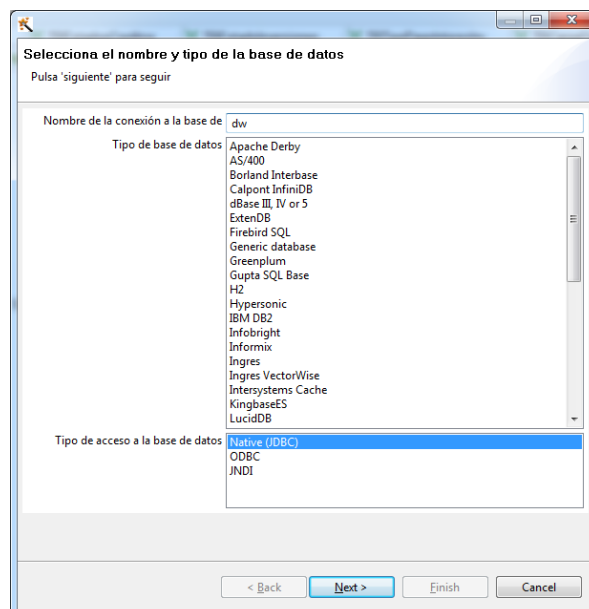 Selecciona el nombre y tipo de la base de datos
Pulsa 'siguiente' para seguir
Nombre de la conexión a la base de dw
Tipo de base de datos
Apache Derby
AS/400
Borland Interbase
Calpont InfiniDB
dBase III, IV or 5
ExtenDB
Firebird SQL
Generic database
Greenplum
Gupta SQL Base
H2
Hypersonic
IBM DB2
Infobright
Informix
Ingres
Ingres VectorWise
Intersystems Cache
KingbaseES
LucidDB
Tipo de acceso a la base de datos
Native (JDBC)
ODBC
JNDI
< Back Next > Finish Cancel